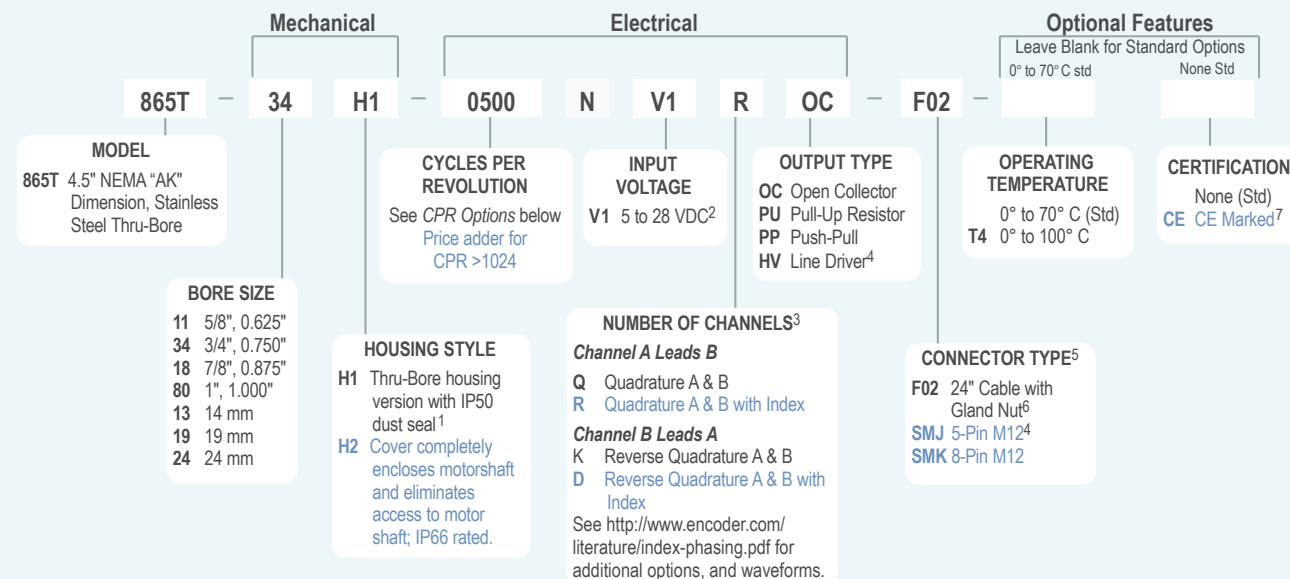 Mechanical
Electrical
Optional Features
Leave Blank for Standard Options
0° to 70° C std
None Std
865T – 34 H1 – 0500 N V1 R OC – F02 –
MODEL
865T 4.5" NEMA “AK”
Dimension, Stainless
Steel Thru-Bore
BORE SIZE
11 5/8", 0.625"
34 3/4", 0.750"
18 7/8", 0.875"
80 1", 1.000"
13 14 mm
19 19 mm
24 24 mm
HOUSING STYLE
H1 Thru-Bore housing
version with IP50
dust seal1
H2 Cover completely
encloses motorshaft
and eliminates
access to motor
shaft; IP66 rated.
CYCLES PER
REVOLUTION
See CPR Options below
Price adder for
CPR >1024
INPUT
VOLTAGE
V1 5 to 28 VDC2
NUMBER OF CHANNELS3
Channel A Leads B
Q Quadrature A & B
R Quadrature A & B with Index
Channel B Leads A
K Reverse Quadrature A & B
D Reverse Quadrature A & B with
Index
See http://www.encoder.com/
literature/index-phasing.pdf for
additional options, and waveforms.
OUTPUT TYPE
OC Open Collector
PU Pull-Up Resistor
PP Push-Pull
HV Line Driver4
CONNECTOR TYPE5
F02 24" Cable with
Gland Nut6
SMJ 5-Pin M124
SMK 8-Pin M12
OPERATING
TEMPERATURE
0° to 70° C (Std)
T4 0° to 100° C
CERTIFICATION
None (Std)
CE CE Marked7